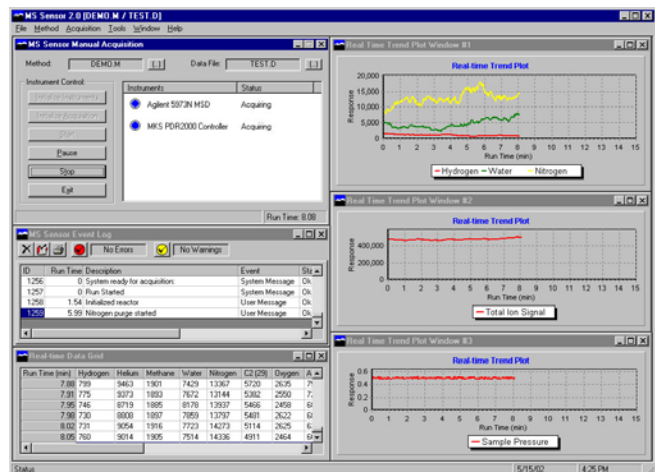 MS Sensor 2.0 [DEMO.M / TEST.D]
File Method Acquisition Tools Window Help
MS Sensor Manual Acquisition
Method: DEMO.M [..] Data File: TEST.D [..]
Instrument Control:
Initialize Instruments
Initialize Acquisition
Start
Pause
Stop
Exit
Instruments Status
Agilent 5973N MSD Acquiring
MKS PDR2000 Controller Acquiring
Run Time: 8.08
MS Sensor Event Log
No Errors No Warnings
ID Run Time Description Event
1256 0 System ready for acquisition: System Message Ok
1257 0 Run Started System Message Ok
1258 1.54 Initialized reactor User Message Ok
1259 5.99 Nitrogen purge started User Message Ok
Real-time Data Grid
Run Time (min) Hydrogen Helium Methane Water Nitrogen C2 (29) Oxygen A
7.88 799 9463 1901 7429 13367 5720 2635
7.91 775 9373 1893 7672 13144 5382 2550
7.95 746 8719 1885 8178 13937 5466 2458
7.98 730 8808 1897 7859 13797 5481 2622
8.02 731 9054 1916 7723 14273 5114 2625
8.05 760 9014 1905 7514 14336 4911 2464
Real Time Trend Plot Window #1
Real-time Trend Plot
Response
20,000
15,000
10,000
5,000
0
0 1 2 3 4 5 6 7 8 9 10 11 12 13 14 15
Run Time (min)
Hydrogen Water Nitrogen
Real Time Trend Plot Window #2
Real-time Trend Plot
Response
400,000
200,000
0 1 2 3 4 5 6 7 8 9 10 11 12 13 14 15
Run Time (min)
Total Ion Signal
Real Time Trend Plot Window #3
Real-time Trend Plot
Response
0.6
0.4
0.2
0
0 1 2 3 4 5 6 7 8 9 10 11 12 13 14 15
Run Time (min)
Sample Pressure
Status 5/15/02 4:25 PM